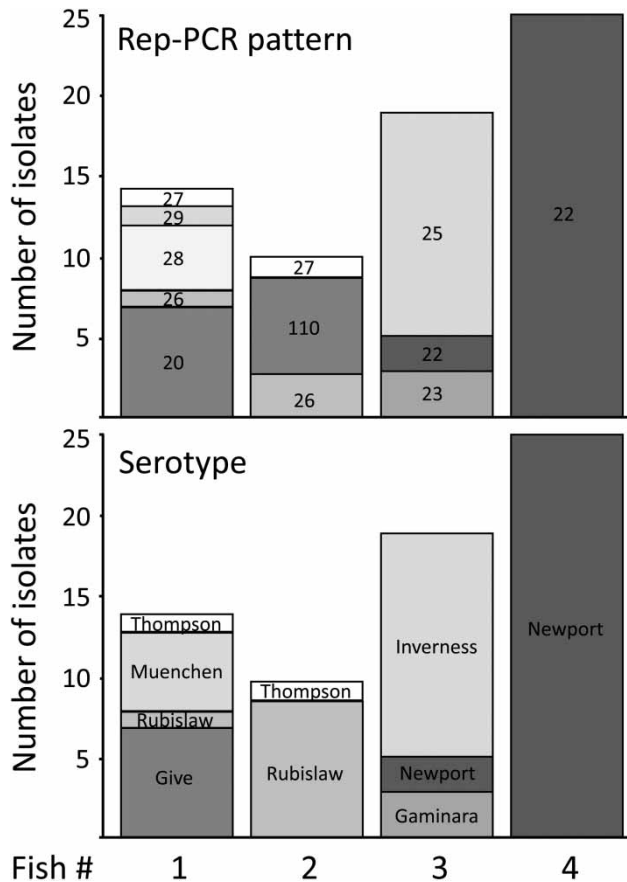 Rep-PCR pattern
Number of isolates
25
20
15
10
5
27
29
28
26
20
27
110
26
25
22
23
22
Serotype
Number of isolates
25
20
15
10
5
Thompson
Muenchen
Rubislaw
Give
Thompson
Rubislaw
Inverness
Newport
Gaminara
Newport
Fish # 1 2 3 4